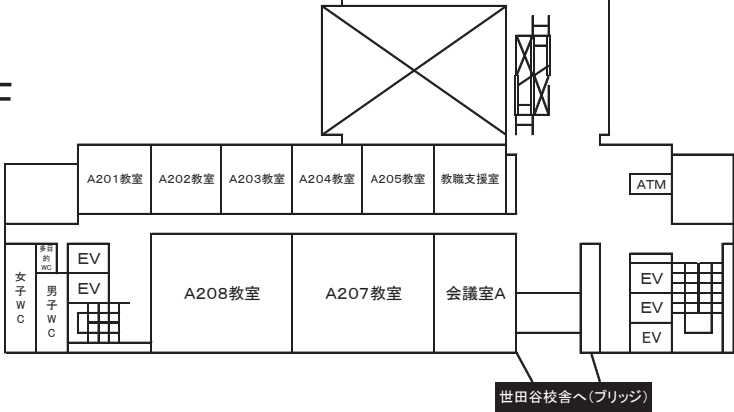 A201教室
A202教室
A203教室
A204教室
A205教室
教職支援室
ATM
女子WC
多目的WC
男子WC
EV
EV
A208教室
A207教室
会議室A
EV
EV
EV
世田谷校舎へ(ブリッジ)